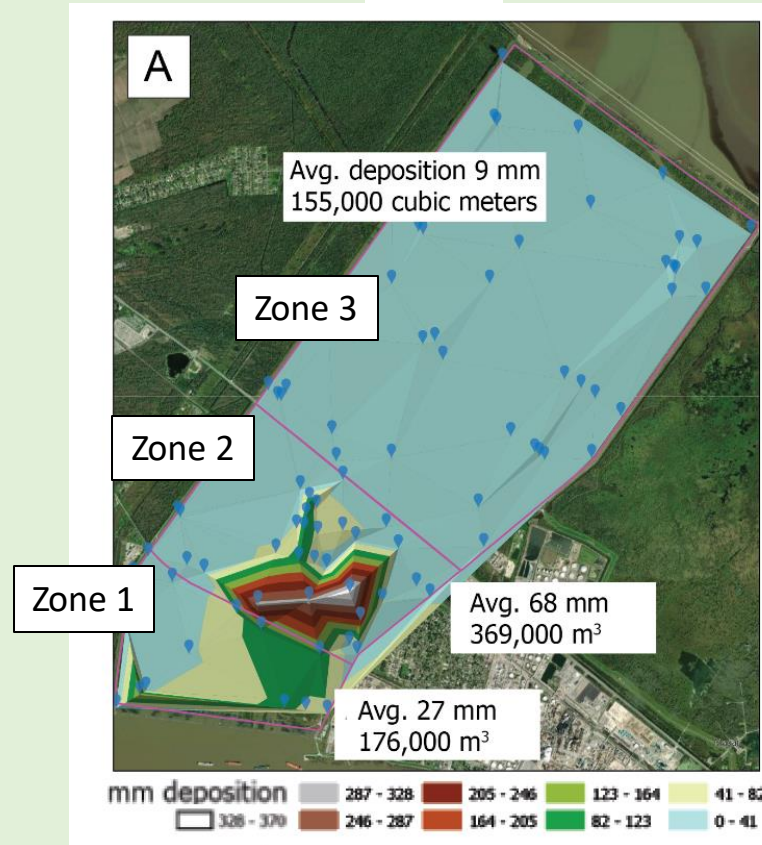 A
Avg. deposition 9 mm
155,000 cubic meters
Zone 3
Zone 2
Zone 1
Avg. 68 mm
369,000 m³
Avg. 27 mm
176,000 m³
mm deposition 287 - 328 205 - 246 123 - 164 41 - 82
328 - 370 246 - 287 164 - 205 82 - 123 0 - 41